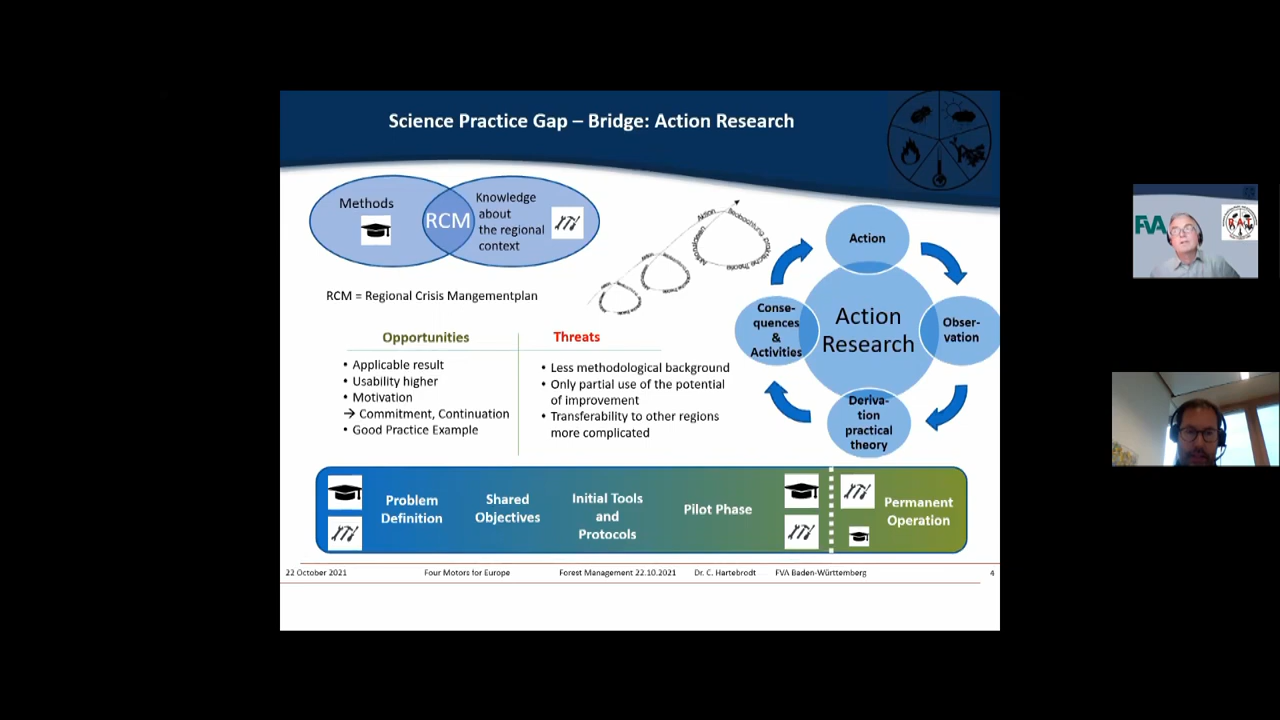 Science Practice Gap – Bridge: Action Research
Methods
RCM
Knowledge
about
the regional
context
RCM = Regional Crisis Mangementplan
Opportunities
• Applicable result
• Usability higher
• Motivation
→ Commitment, Continuation
• Good Practice Example
Threats
• Less methodological background
• Only partial use of the potential
of improvement
• Transferability to other regions
more complicated
Aktion
Beobachtung
praktische Theorie
Action
Action
Research
Conse-
quences
&
Activities
Obser-
vation
Deriva-
tion
practical
theory
Problem
Definition
Shared
Objectives
Initial Tools
and
Protocols
Pilot Phase
Permanent
Operation
22 October 2021
Four Motors for Europe
Forest Management 22.10.2021
Dr. C. Hartebrodt
FVA Baden-Württemberg
4
FVA